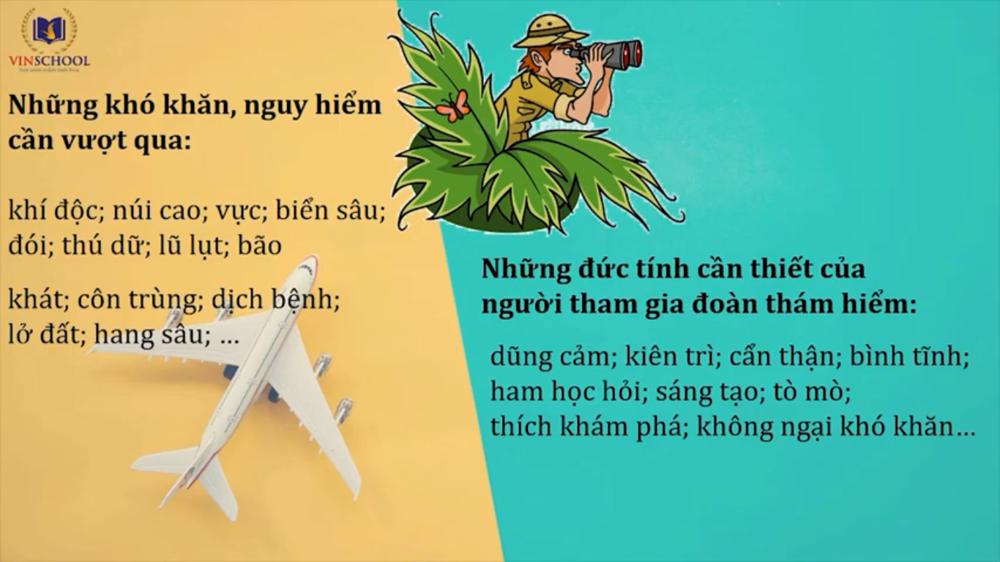 VINSCHOOL
Những khó khăn, nguy hiểm
cần vượt qua:
khí độc; núi cao; vực; biển sâu;
đói; thú dữ; lũ lụt; bão
khát; côn trùng; dịch bệnh;
lở đất; hang sâu; ...
Những đức tính cần thiết của
người tham gia đoàn thám hiểm:
dũng cảm; kiên trì; cẩn thận; bình tĩnh;
ham học hỏi; sáng tạo; tò mò;
thích khám phá; không ngại khó khăn...